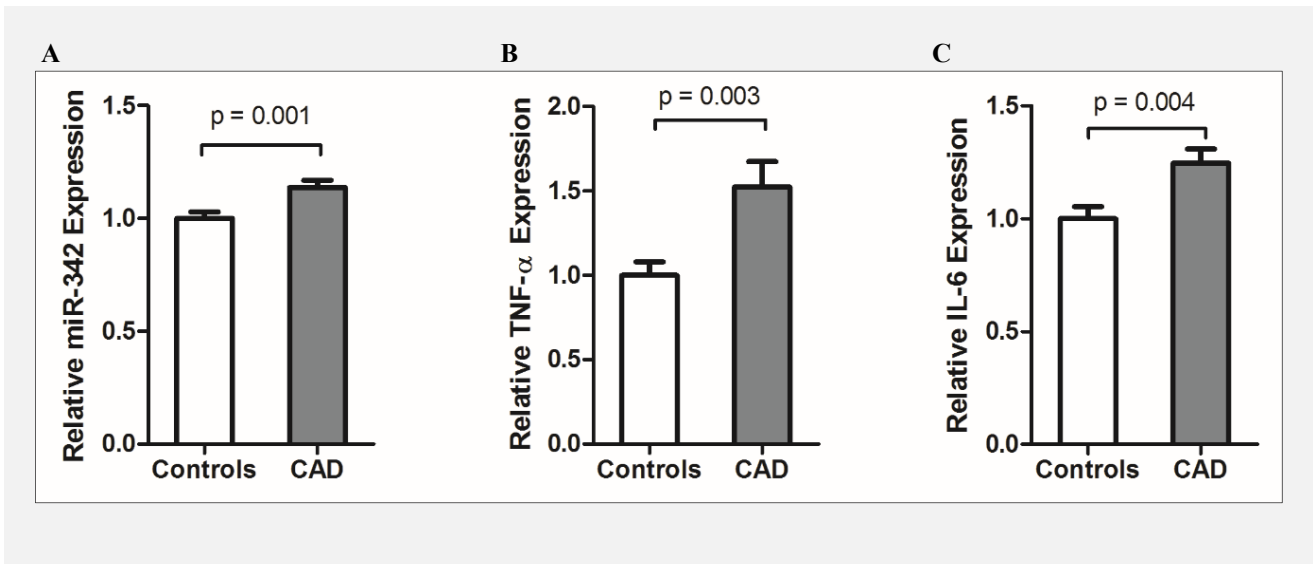 A
Relative miR-342 Expression
1.5
1.0
0.5
0.0
p = 0.001
Controls CAD
B
Relative TNF-α Expression
2.0
1.5
1.0
0.5
0.0
p = 0.003
Controls CAD
C
Relative IL-6 Expression
1.5
1.0
0.5
0.0
p = 0.004
Controls CAD